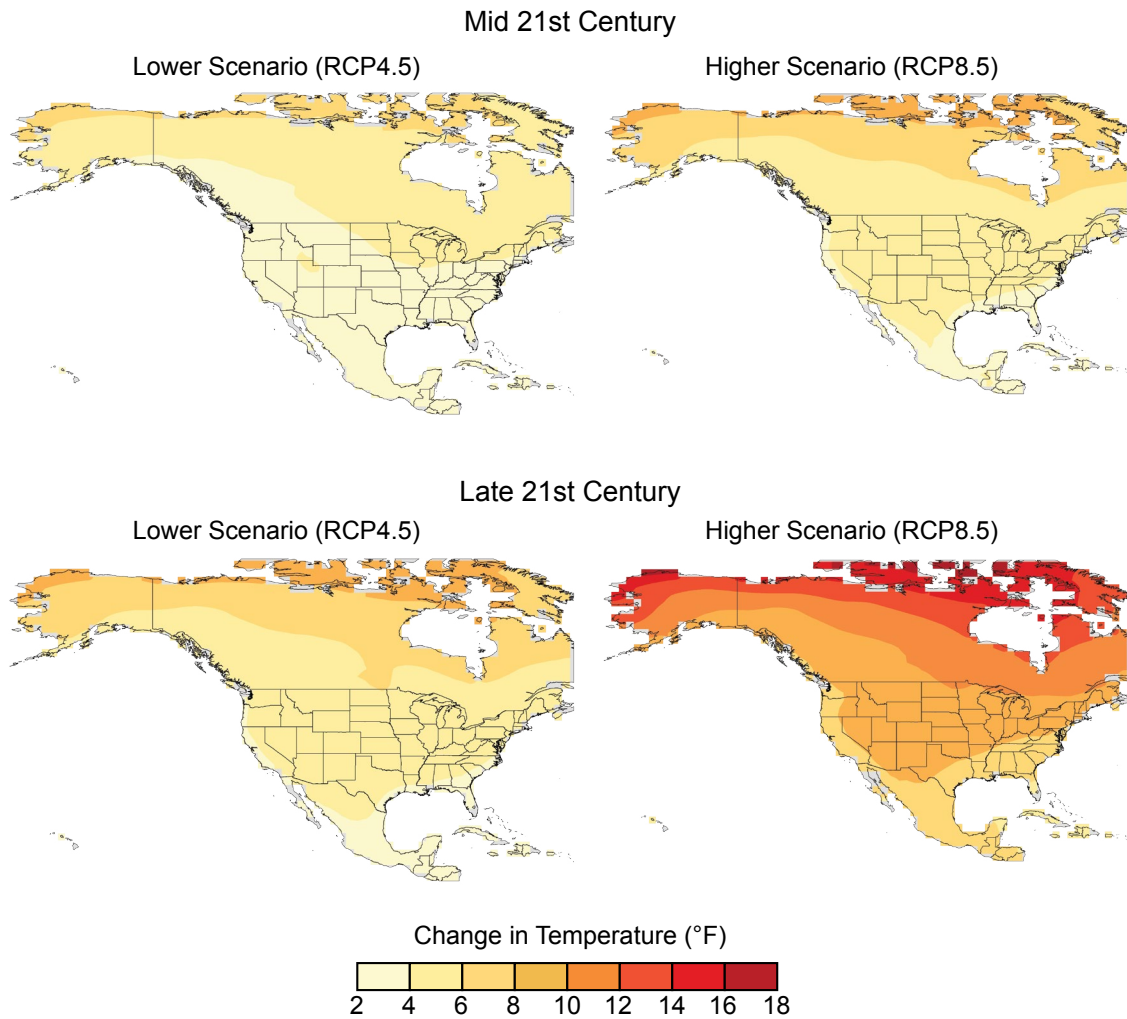 Mid 21st Century
Lower Scenario (RCP4.5)
Higher Scenario (RCP8.5)
Late 21st Century
Lower Scenario (RCP4.5)
Higher Scenario (RCP8.5)
Change in Temperature (°F)
2 4 6 8 10 12 14 16 18